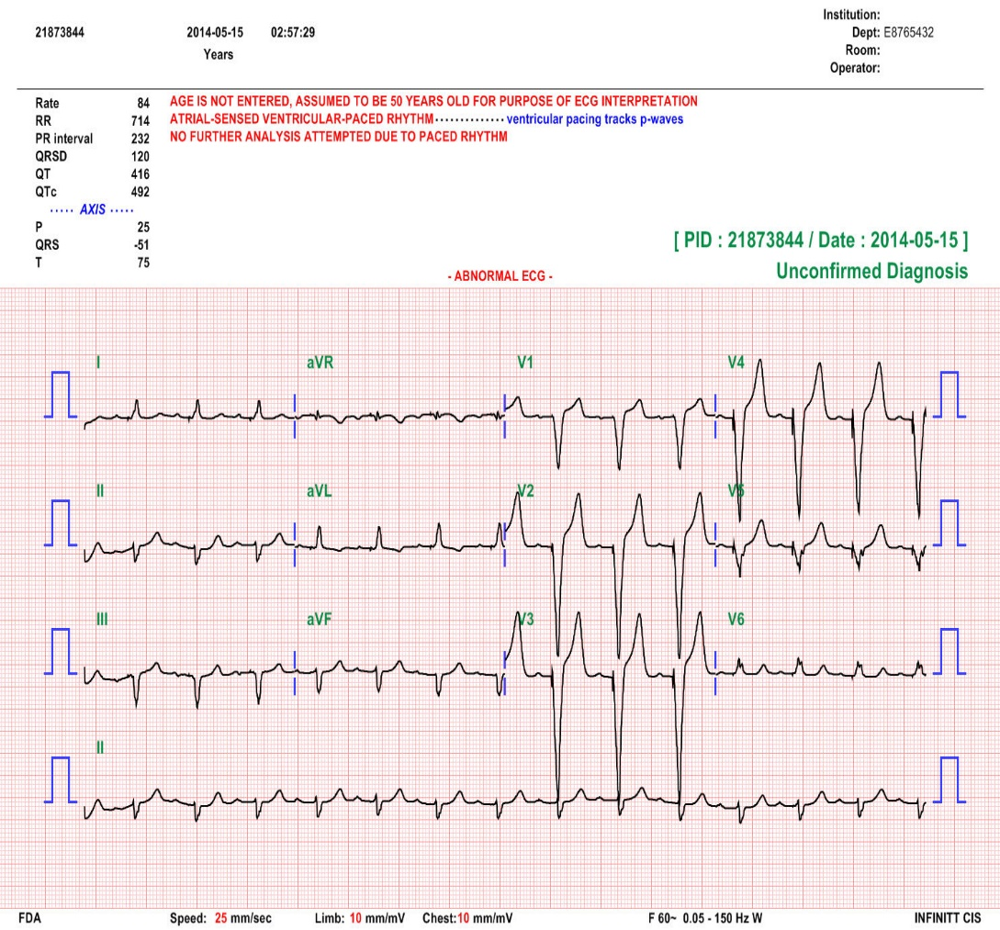 Institution:
21873844 2014-05-15 02:57:29 Dept: E8765432
Years Room:
Operator:
Rate 84 AGE IS NOT ENTERED, ASSUMED TO BE 50 YEARS OLD FOR PURPOSE OF ECG INTERPRETATION
RR 714 ATRIAL-SENSED VENTRICULAR-PACED RHYTHM·············· ventricular pacing tracks p-waves
PR interval 232 NO FURTHER ANALYSIS ATTEMPTED DUE TO PACED RHYTHM
QRSD 120
QT 416
QTc 492
····· AXIS ·····
P 25
QRS -51
T 75
[ PID : 21873844 / Date : 2014-05-15 ]
- ABNORMAL ECG - Unconfirmed Diagnosis
I aVR V1 V4
II aVL V2 V5
III aVF V3 V6
II
FDA Speed: 25 mm/sec Limb: 10 mm/mV Chest:10 mm/mV F 60~ 0.05 - 150 Hz W INFINITT CIS